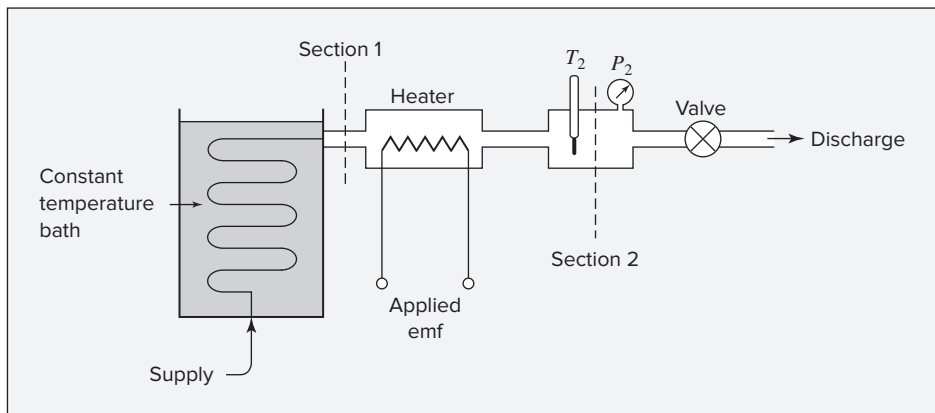 Section 1
T2
P2
Heater
Valve
Discharge
Constant
temperature
bath
Section 2
Applied
emf
Supply